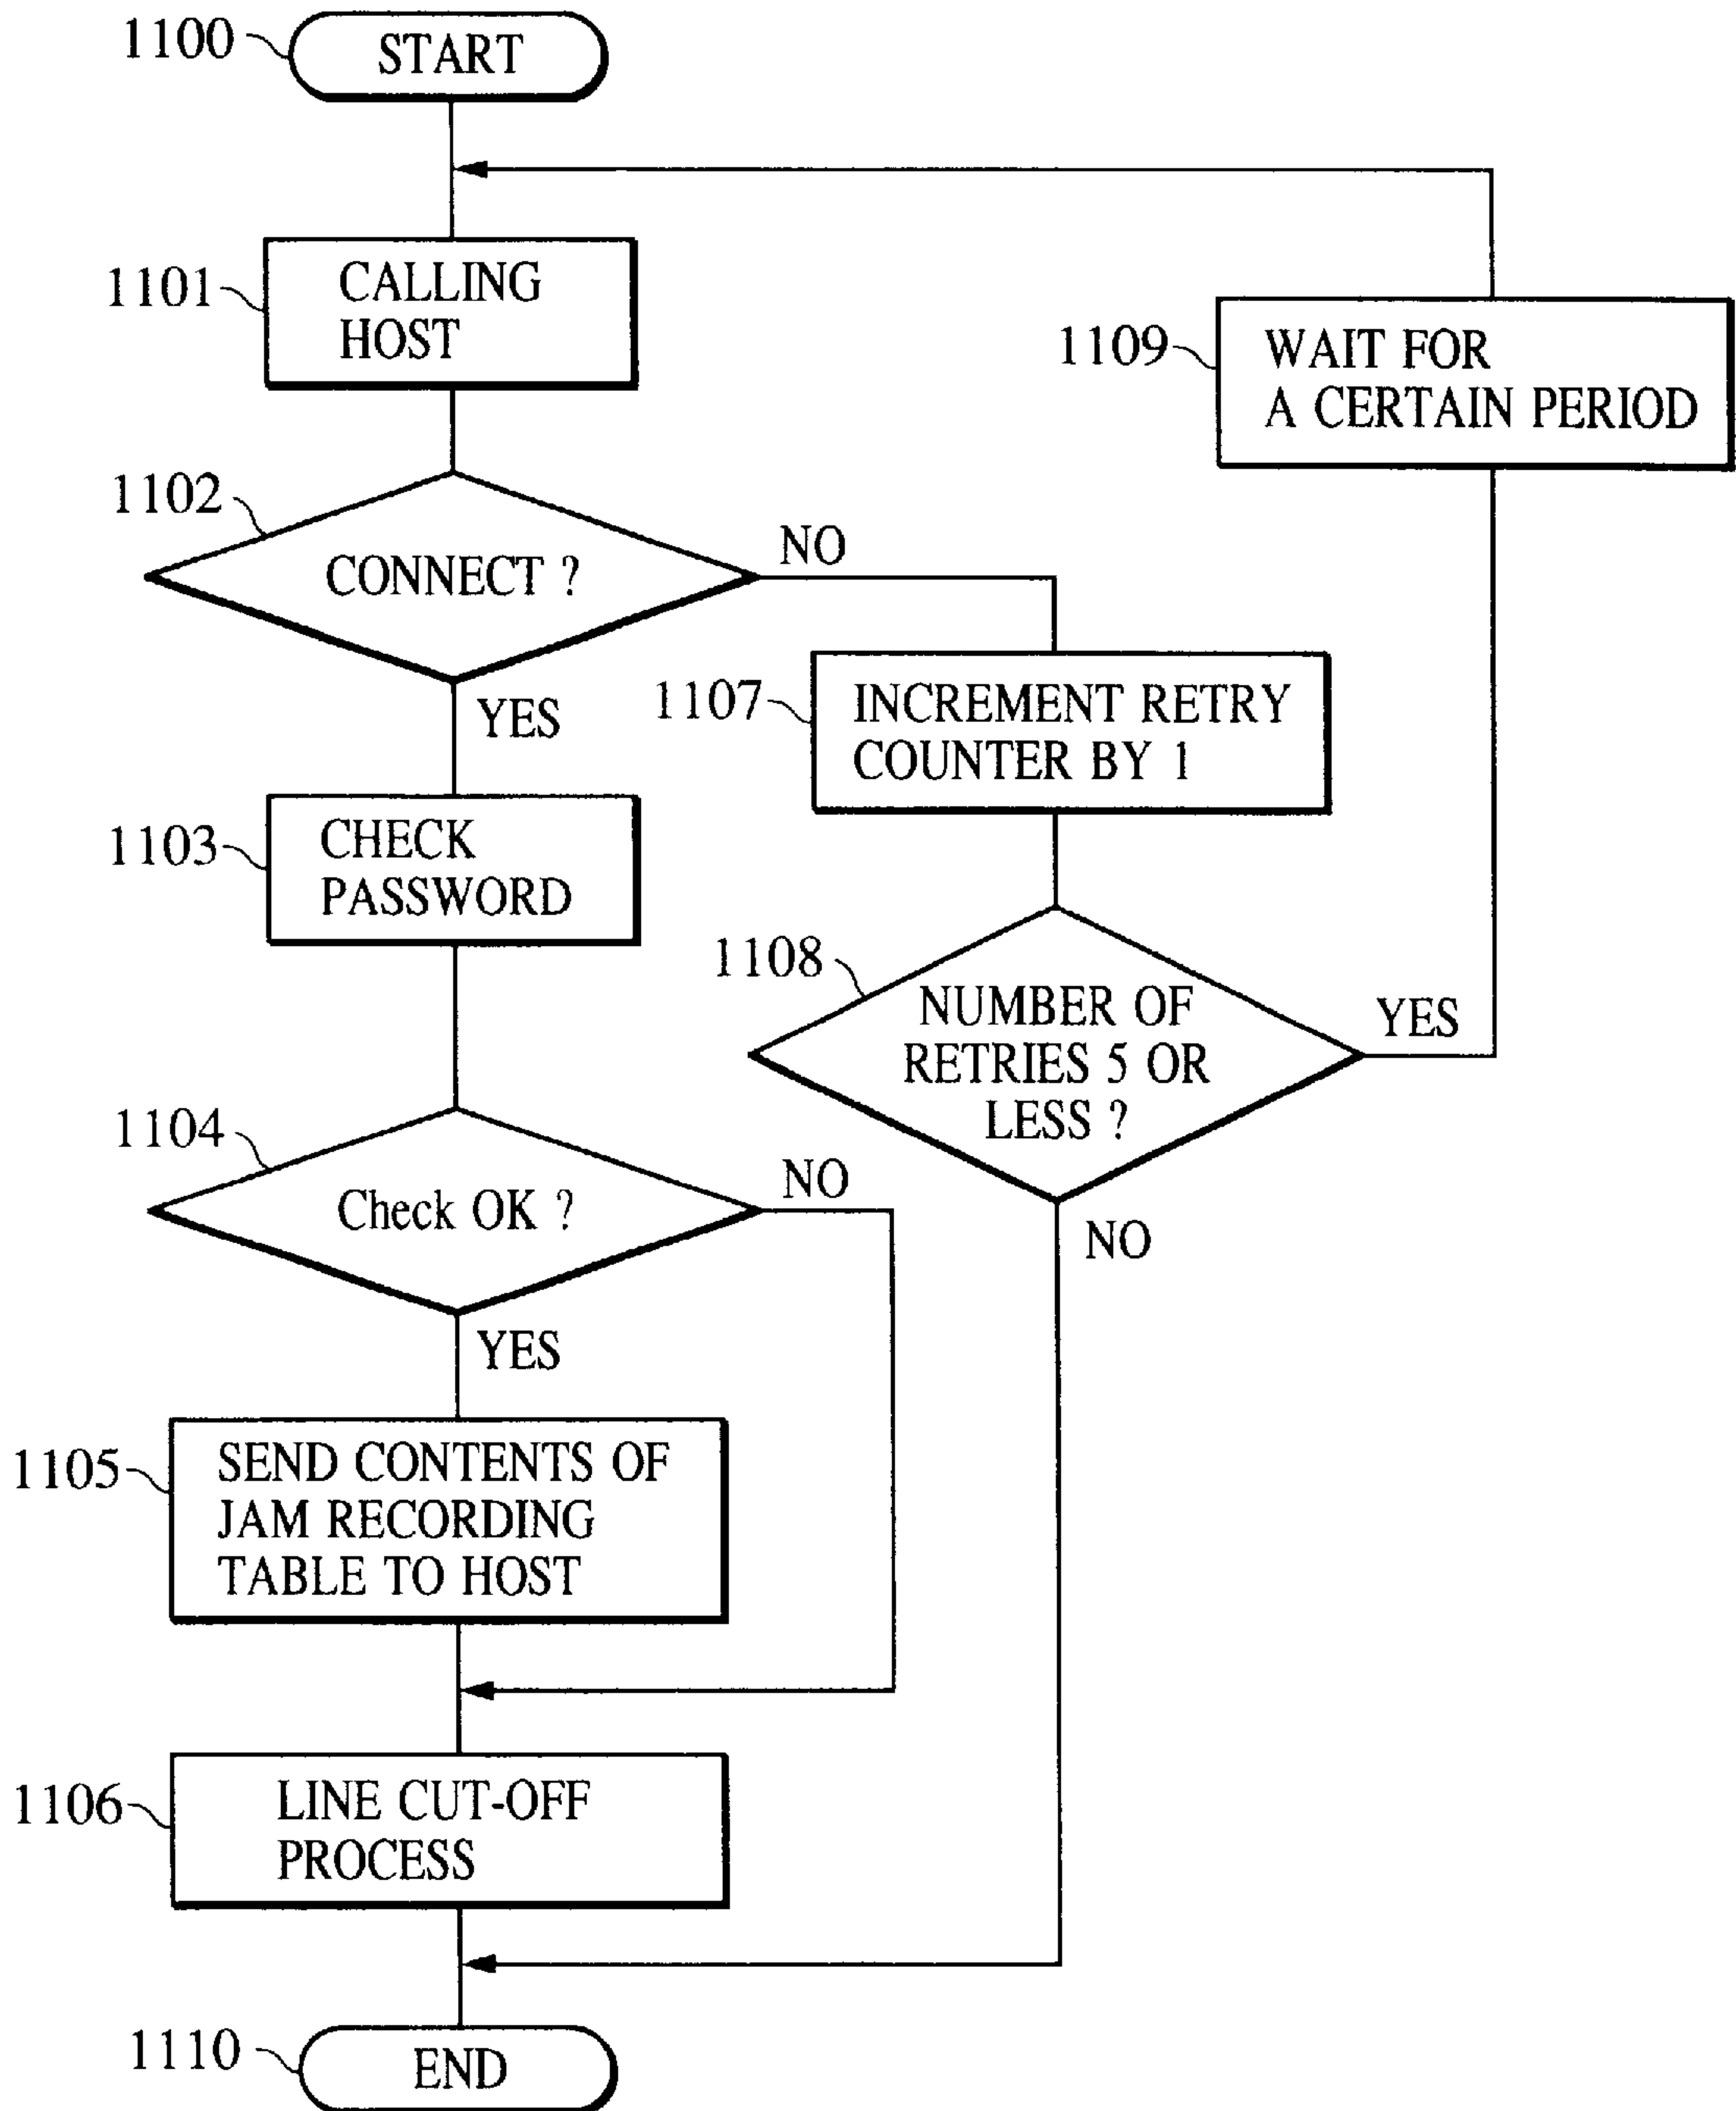 1100
START
1101
CALLING
HOST
1109
WAIT FOR
A CERTAIN PERIOD
1102
CONNECT ?
NO
YES
1107
INCREMENT RETRY
COUNTER BY 1
1103
CHECK
PASSWORD
1108
NUMBER OF
RETRIES 5 OR
LESS ?
YES
NO
1104
Check OK ?
NO
YES
1105
SEND CONTENTS OF
JAM RECORDING
TABLE TO HOST
1106
LINE CUT-OFF
PROCESS
1110
END